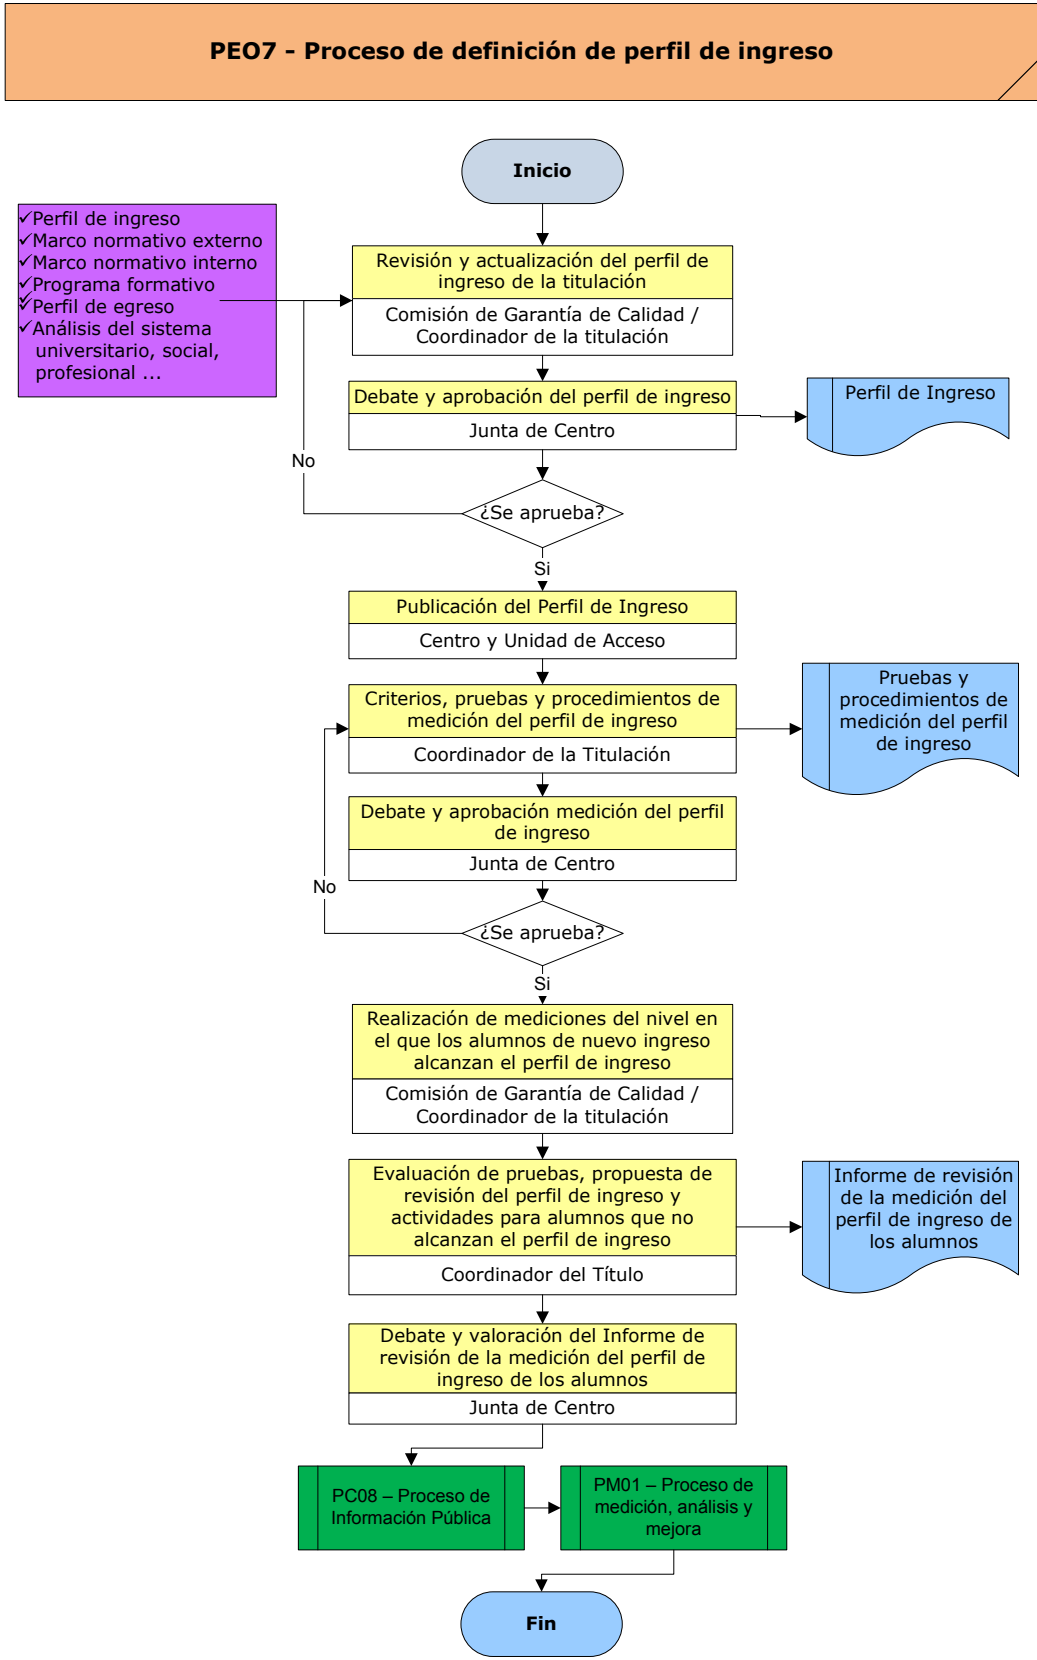 PEO7 - Proceso de definición de perfil de ingreso
Inicio
Perfil de ingreso
Marco normativo externo
Marco normativo interno
Programa formativo
Perfil de egreso
Análisis del sistema
universitario, social,
profesional ...
Revisión y actualización del perfil de
ingreso de la titulación
Comisión de Garantía de Calidad /
Coordinador de la titulación
Debate y aprobación del perfil de ingreso
Junta de Centro
Perfil de Ingreso
No
¿Se aprueba?
Si
Publicación del Perfil de Ingreso
Centro y Unidad de Acceso
Criterios, pruebas y procedimientos de
medición del perfil de ingreso
Coordinador de la Titulación
Pruebas y
procedimientos de
medición del perfil
de ingreso
Debate y aprobación medición del perfil
de ingreso
Junta de Centro
No
¿Se aprueba?
Si
Realización de mediciones del nivel en
el que los alumnos de nuevo ingreso
alcanzan el perfil de ingreso
Comisión de Garantía de Calidad /
Coordinador de la titulación
Evaluación de pruebas, propuesta de
revisión del perfil de ingreso y
actividades para alumnos que no
alcanzan el perfil de ingreso
Coordinador del Título
Informe de revisión
de la medición del
perfil de ingreso de
los alumnos
Debate y valoración del Informe de
revisión de la medición del perfil de
ingreso de los alumnos
Junta de Centro
PC08 – Proceso de
Información Pública
PM01 – Proceso de
medición, análisis y
mejora
Fin